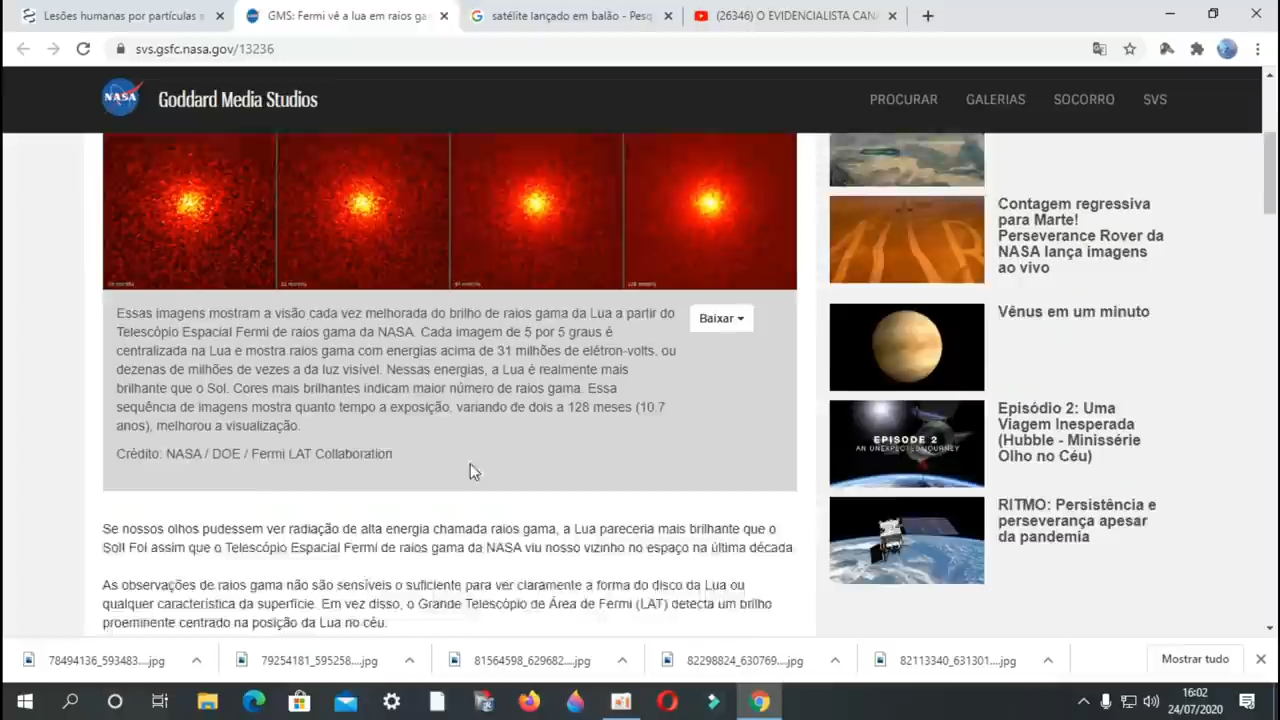 Lesões humanas por partículas s
GMS: Fermi vê a lua em raios ga
satélite lançado em balão - Pesq
(26346) O EVIDENCIALISTA CANA
svs.gsfc.nasa.gov/13236
NASA
Goddard Media Studios
PROCURAR
GALERIAS
SOCORRO
SVS
128 months
Essas imagens mostram a visão cada vez melhorada do brilho de raios gama da Lua a partir do
Telescópio Espacial Fermi de raios gama da NASA. Cada imagem de 5 por 5 graus é
centralizada na Lua e mostra raios gama com energias acima de 31 milhões de elétron-volts, ou
dezenas de milhões de vezes a da luz visível. Nessas energias, a Lua é realmente mais
brilhante que o Sol. Cores mais brilhantes indicam maior número de raios gama. Essa
sequência de imagens mostra quanto tempo a exposição, variando de dois a 128 meses (10.7
anos), melhorou a visualização.
Crédito: NASA / DOE / Fermi LAT Collaboration
Baixar
Se nossos olhos pudessem ver radiação de alta energia chamada raios gama, a Lua pareceria mais brilhante que o
Sol! Foi assim que o Telescópio Espacial Fermi de raios gama da NASA viu nosso vizinho no espaço na última década.
As observações de raios gama não são sensíveis o suficiente para ver claramente a forma do disco da Lua ou
qualquer característica da superfície. Em vez disso, o Grande Telescópio de Área de Fermi (LAT) detecta um brilho
proeminente centrado na posição da Lua no céu.
Contagem regressiva
para Marte!
Perseverance Rover da
NASA lança imagens
ao vivo
Vênus em um minuto
EPISODE 2
AN UNEXPECTED JOURNEY
Episódio 2: Uma
Viagem Inesperada
(Hubble - Minissérie
Olho no Céu)
RITMO: Persistência e
perseverança apesar
da pandemia
78494136_593483....jpg
79254181_595258....jpg
81564598_629682....jpg
82298824_630769....jpg
82113340_631301....jpg
Mostrar tudo
16:02
24/07/2020